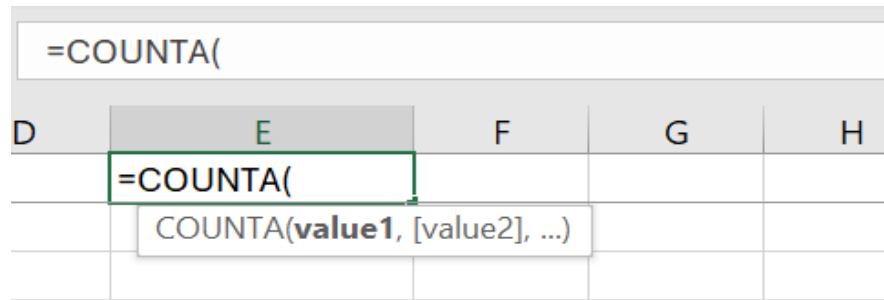 =COUNTA(
D E F G H
=COUNTA(
COUNTA(value1, [value2], ...)